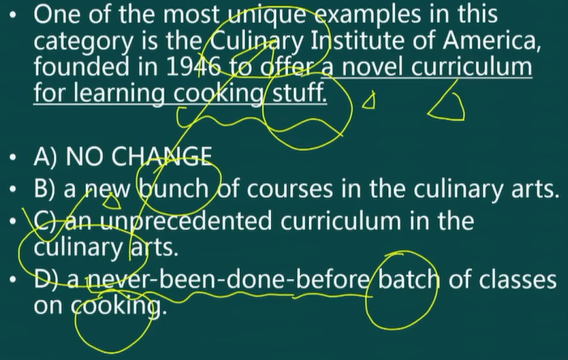 • One of the most unique examples in this
category is the Culinary Institute of America,
founded in 1946 to offer a novel curriculum
for learning cooking stuff.
• A) NO CHANGE
• B) a new bunch of courses in the culinary arts.
• C) an unprecedented curriculum in the
culinary arts.
• D) a never-been-done-before batch of classes
on cooking.